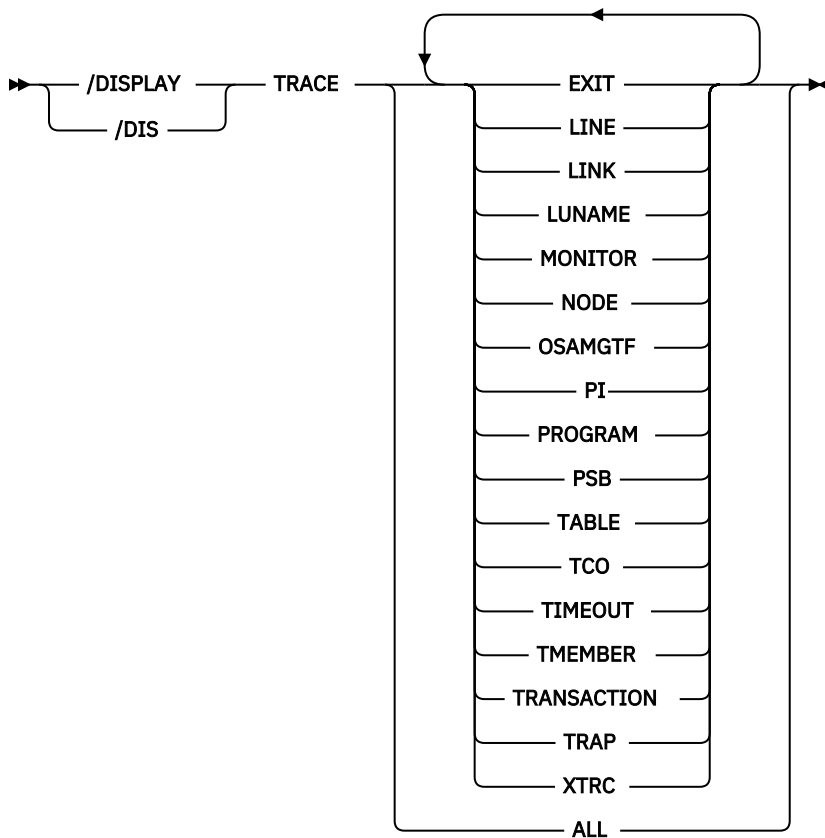 /DISPLAY TRACE EXIT
/DIS LINE
LINK
LUNAME
MONITOR
NODE
OSAMGTF
PI
PROGRAM
PSB
TABLE
TCO
TIMEOUT
TMEMBER
TRANSACTION
TRAP
XTRC
ALL